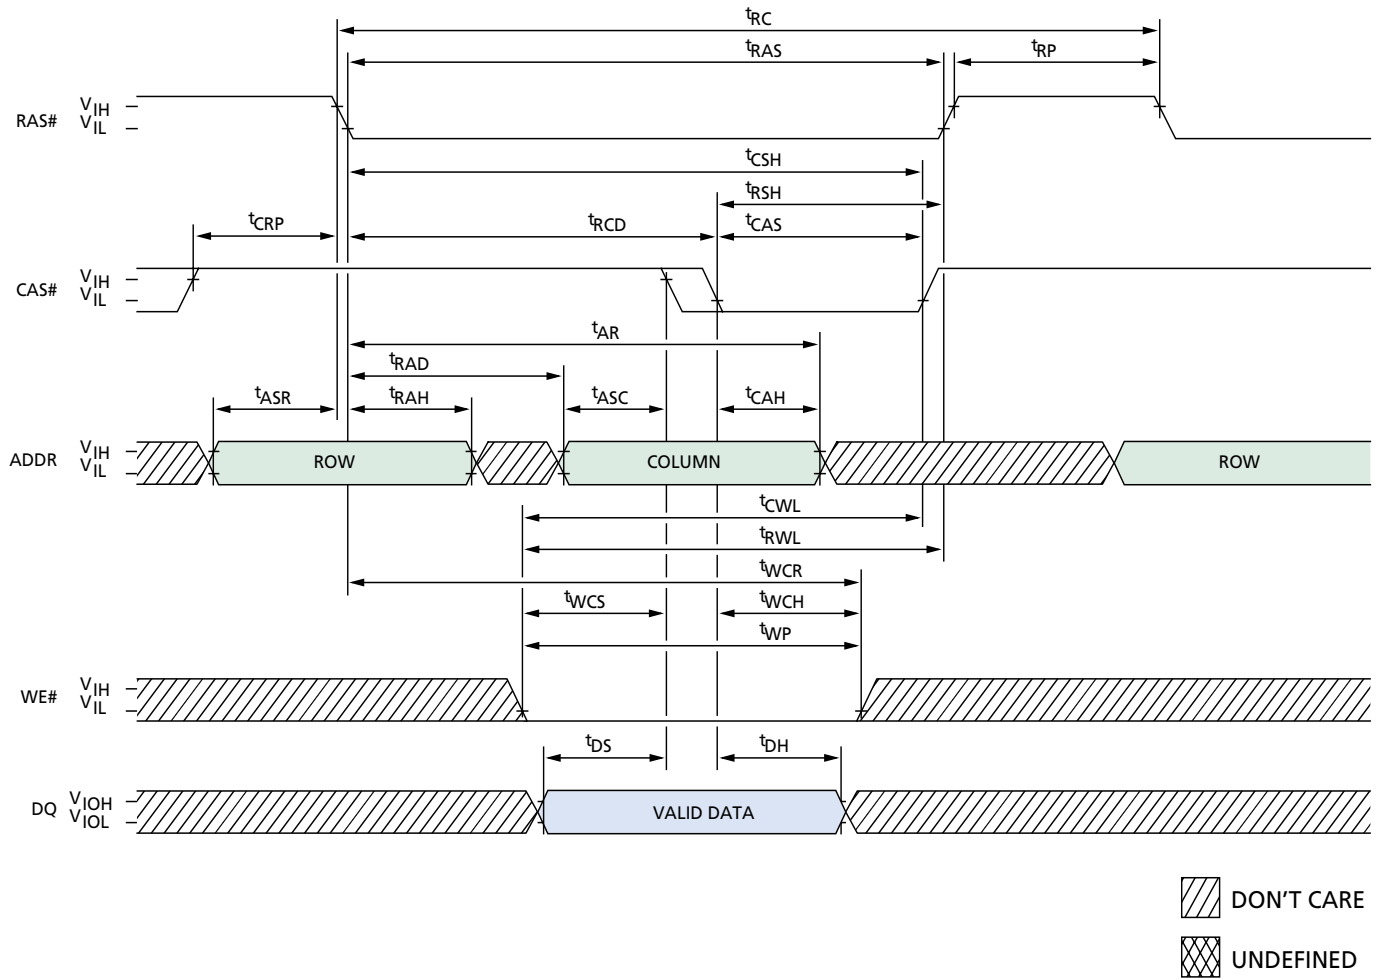 tRC
tRAS
tRP
RAS# VIH
VIL
tCSH
tRSH
tCRP
tRCD
tCAS
CAS# VIH
VIL
tAR
tRAD
tASR
tRAH
tASC
tCAH
ADDR VIH
VIL
ROW
COLUMN
ROW
tCWL
tRWL
tWCR
tWCS
tWCH
tWP
WE# VIH
VIL
tDS
tDH
DQ VIOH
VIOL
VALID DATA
DON'T CARE
UNDEFINED